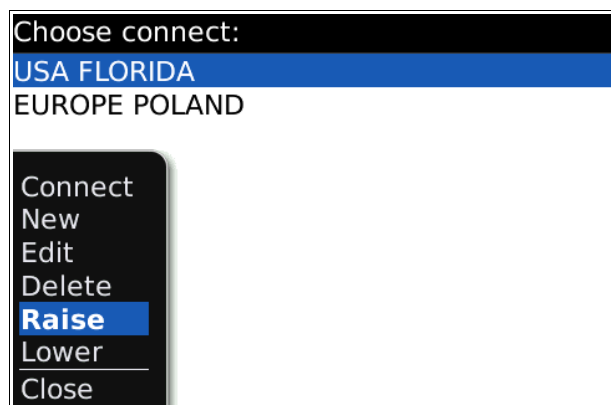 Choose connect:
USA FLORIDA
EUROPE POLAND
Connect
New
Edit
Delete
Raise
Lower
Close